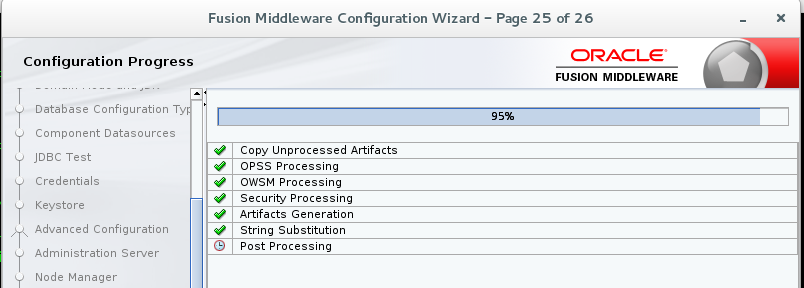 Fusion Middleware Configuration Wizard – Page 25 of 26
Configuration Progress
ORACLE
FUSION MIDDLEWARE
Database Configuration Typ
Component Datasources
JDBC Test
Credentials
Keystore
Advanced Configuration
Administration Server
Node Manager
95%
Copy Unprocessed Artifacts
OPSS Processing
OWSM Processing
Security Processing
Artifacts Generation
String Substitution
Post Processing